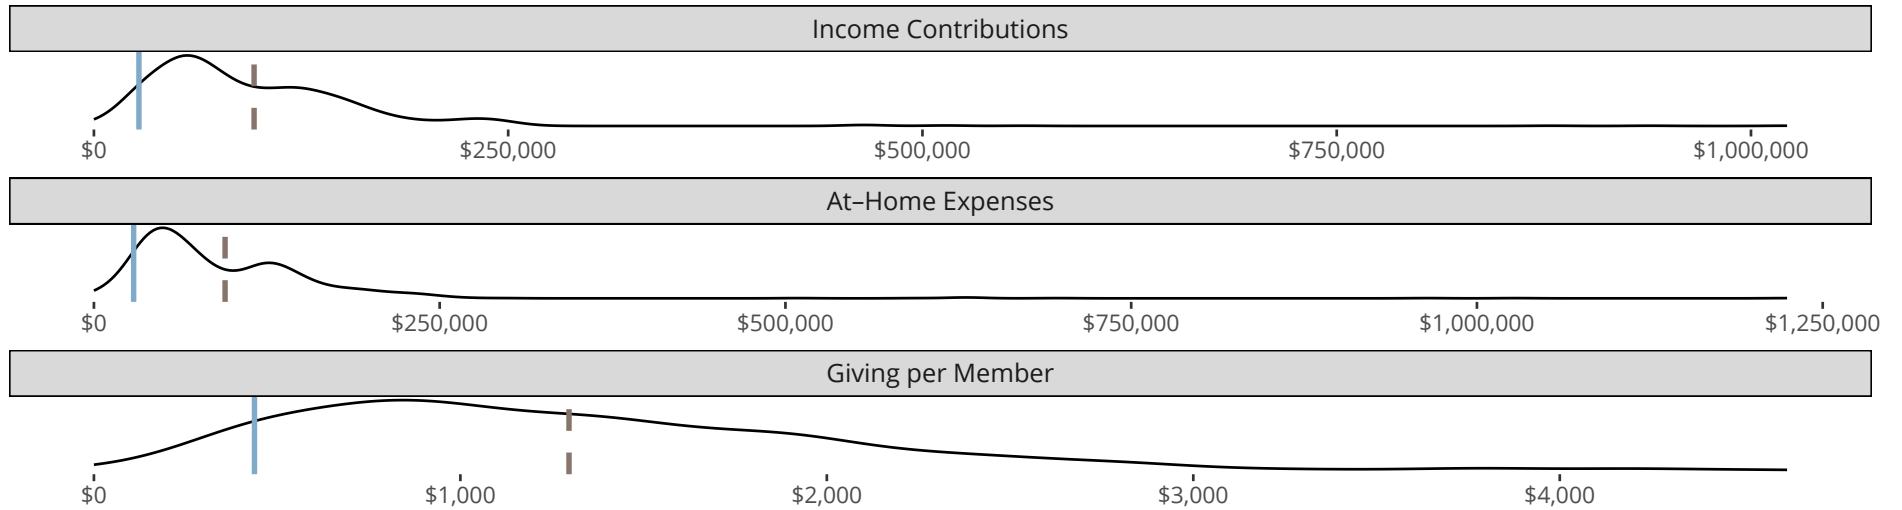 Income Contributions
$0 $250,000 $500,000 $750,000 $1,000,000
At–Home Expenses
$0 $250,000 $500,000 $750,000 $1,000,000 $1,250,000
Giving per Member
$0 $1,000 $2,000 $3,000 $4,000